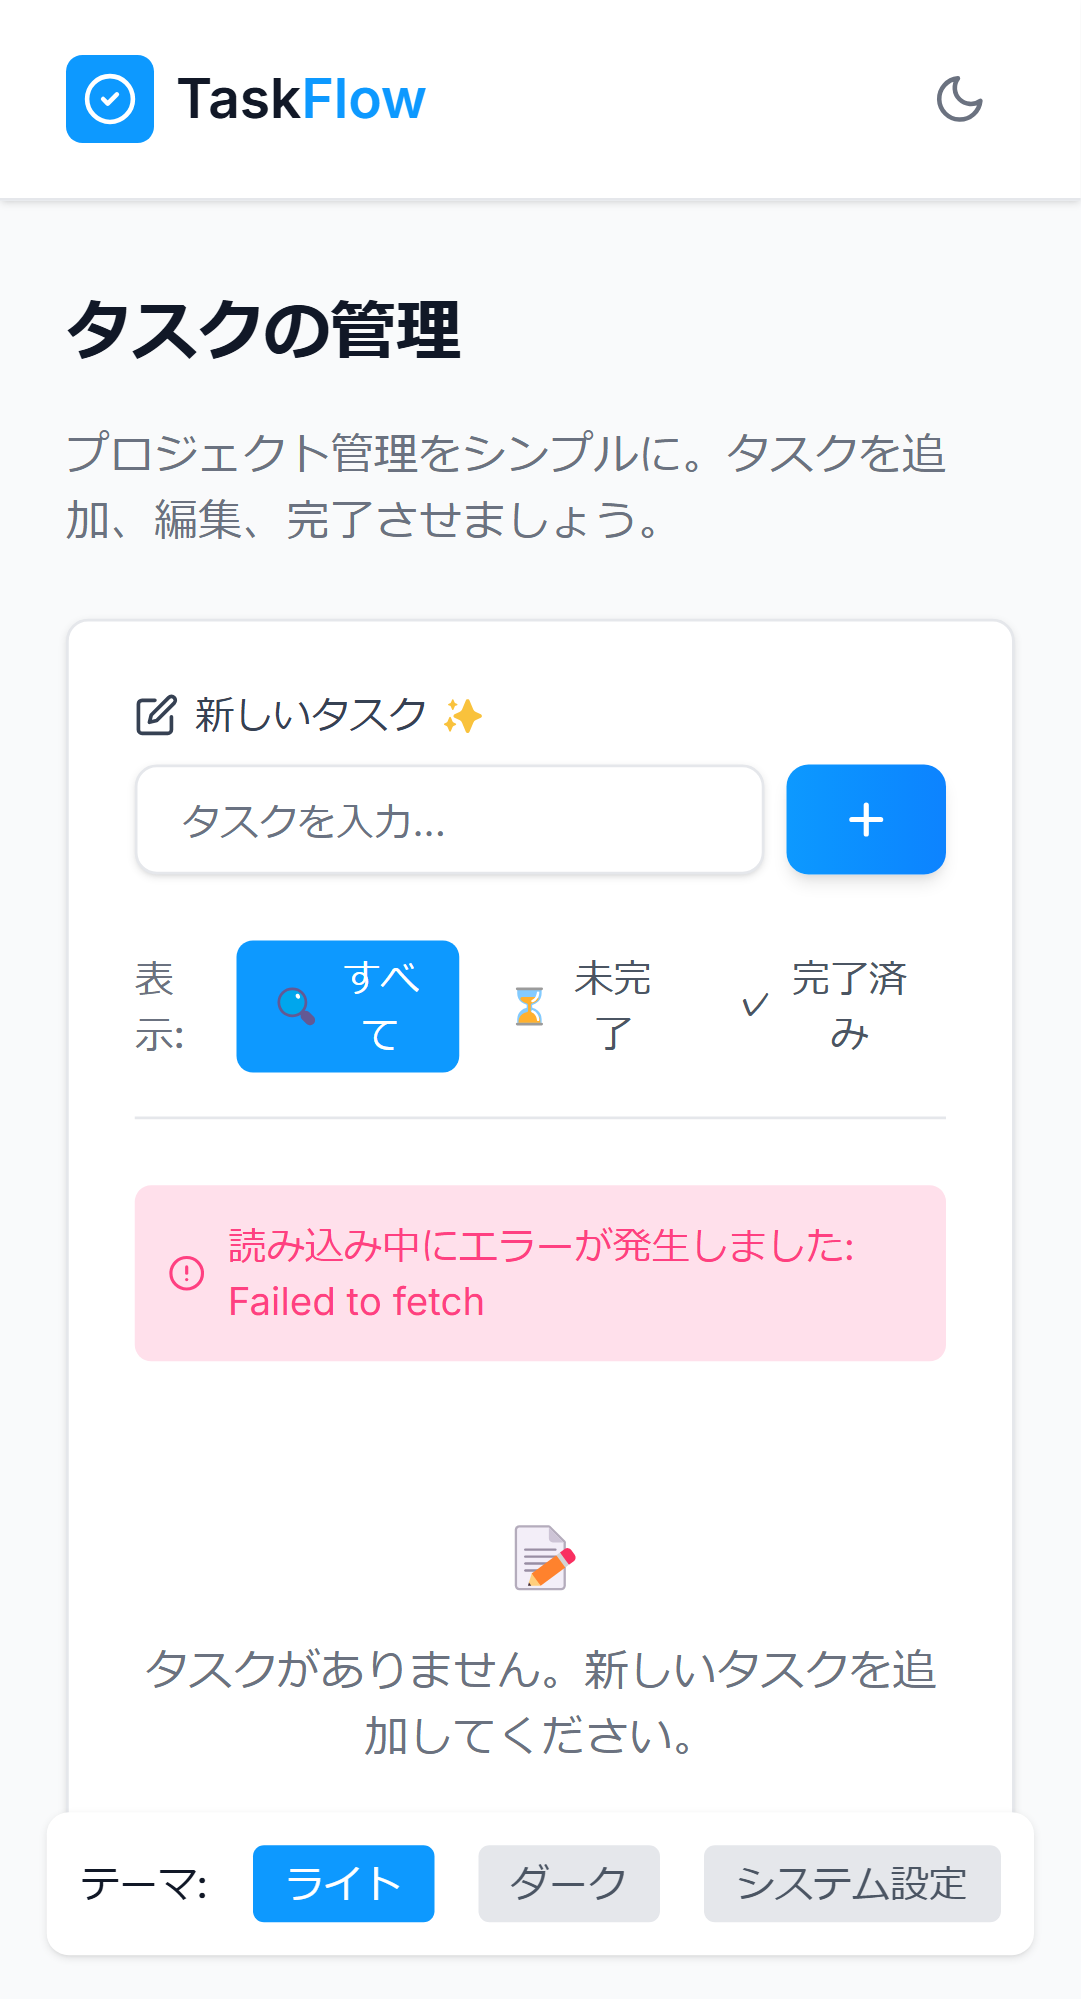 TaskFlow
タスクの管理
プロジェクト管理をシンプルに。タスクを追
加、編集、完了させましょう。
新しいタスク ✨
タスクを入力...
表
示:
🔍 すべ
て
⏳ 未完
了
✓ 完了済
み
読み込み中にエラーが発生しました:
Failed to fetch
タスクがありません。新しいタスクを追
加してください。
テーマ: ライト ダーク システム設定